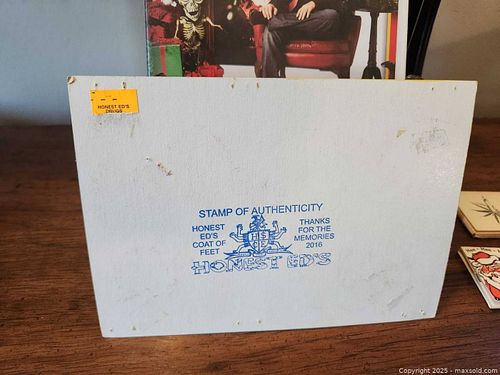 HONEST ED'S
DRUGS
STAMP OF AUTHENTICITY
HONEST
ED'S
COAT OF
FEET
THANKS
FOR THE
MEMORIES
2016
HONEST ED'S
Copyright 2025 - maxsold.com